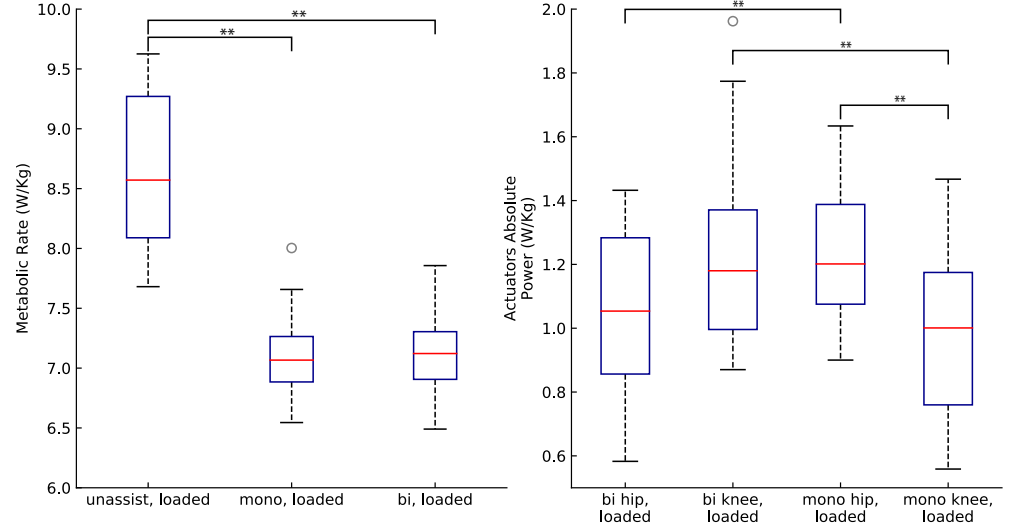 10.0
9.5
9.0
8.5
8.0
7.5
7.0
6.5
6.0
Metabolic Rate (W/Kg)
**
**
unassist, loaded
mono, loaded
bi, loaded
2.0
1.8
1.6
1.4
1.2
1.0
0.8
0.6
Actuators Absolute
Power (W/Kg)
**
**
**
bi hip,
loaded
bi knee,
loaded
mono hip,
loaded
mono knee,
loaded